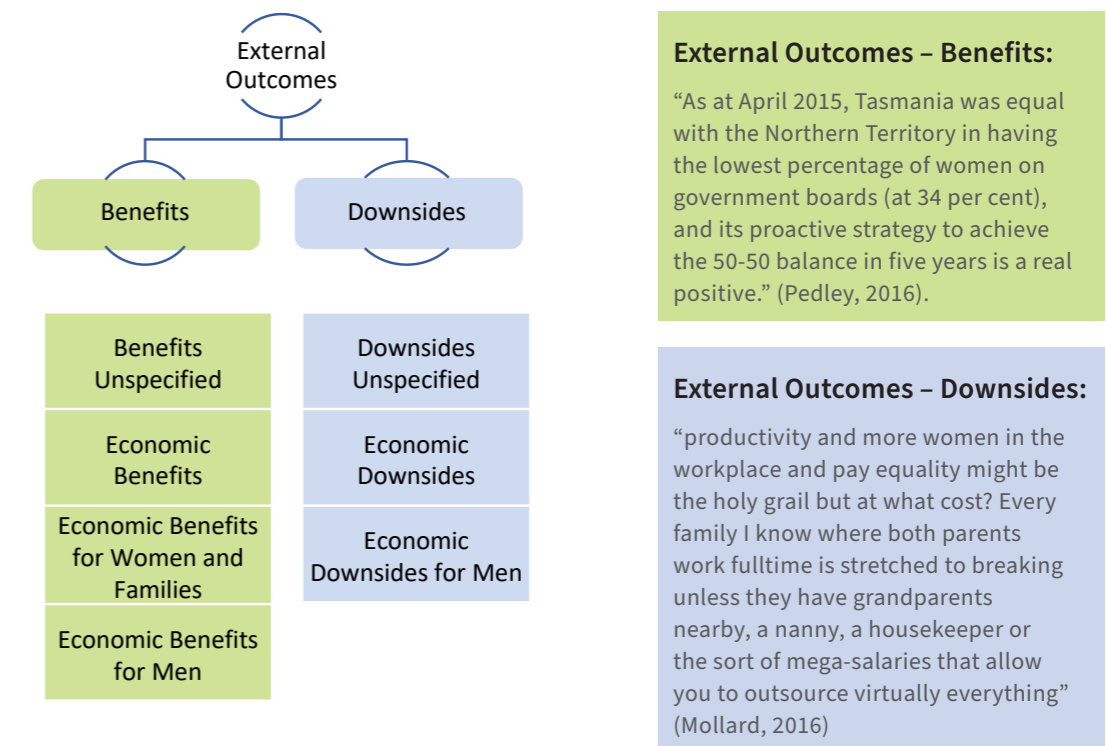 External
Outcomes
Benefits
Downsides
Benefits
Unspecified
Economic
Benefits
Economic Benefits
for Women and
Families
Economic Benefits
for Men
Downsides
Unspecified
Economic
Downsides
Economic
Downsides for Men
External Outcomes – Benefits:
“As at April 2015, Tasmania was equal
with the Northern Territory in having
the lowest percentage of women on
government boards (at 34 per cent),
and its proactive strategy to achieve
the 50-50 balance in five years is a real
positive.” (Pedley, 2016).
External Outcomes – Downsides:
“productivity and more women in the
workplace and pay equality might be
the holy grail but at what cost? Every
family I know where both parents
work fulltime is stretched to breaking
unless they have grandparents
nearby, a nanny, a housekeeper or
the sort of mega-salaries that allow
you to outsource virtually everything”
(Mollard, 2016)